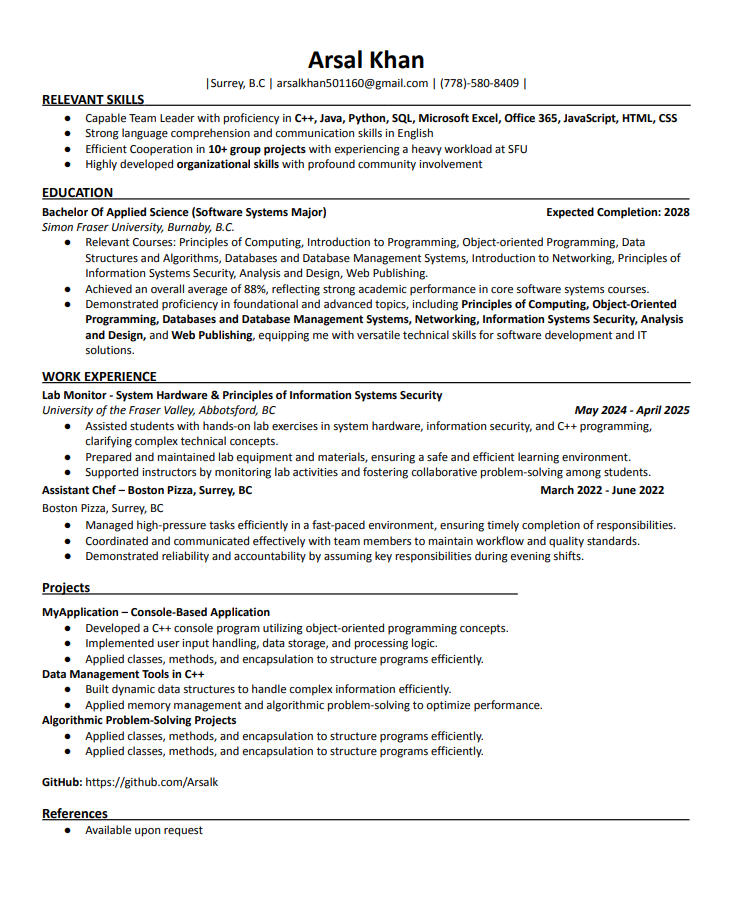 Arsal Khan
|Surrey, B.C | arsalkhan501160@gmail.com | (778)-580-8409 |
RELEVANT SKILLS
● Capable Team Leader with proficiency in C++, Java, Python, SQL, Microsoft Excel, Office 365, JavaScript, HTML, CSS
● Strong language comprehension and communication skills in English
● Efficient Cooperation in 10+ group projects with experiencing a heavy workload at SFU
● Highly developed organizational skills with profound community involvement
EDUCATION
Bachelor Of Applied Science (Software Systems Major) Expected Completion: 2028
Simon Fraser University, Burnaby, B.C.
● Relevant Courses: Principles of Computing, Introduction to Programming, Object-oriented Programming, Data
Structures and Algorithms, Databases and Database Management Systems, Introduction to Networking, Principles of
Information Systems Security, Analysis and Design, Web Publishing.
● Achieved an overall average of 88%, reflecting strong academic performance in core software systems courses.
● Demonstrated proficiency in foundational and advanced topics, including Principles of Computing, Object-Oriented
Programming, Databases and Database Management Systems, Networking, Information Systems Security, Analysis
and Design, and Web Publishing, equipping me with versatile technical skills for software development and IT
solutions.
WORK EXPERIENCE
Lab Monitor - System Hardware & Principles of Information Systems Security
University of the Fraser Valley, Abbotsford, BC May 2024 - April 2025
● Assisted students with hands-on lab exercises in system hardware, information security, and C++ programming,
clarifying complex technical concepts.
● Prepared and maintained lab equipment and materials, ensuring a safe and efficient learning environment.
● Supported instructors by monitoring lab activities and fostering collaborative problem-solving among students.
Assistant Chef – Boston Pizza, Surrey, BC March 2022 - June 2022
Boston Pizza, Surrey, BC
● Managed high-pressure tasks efficiently in a fast-paced environment, ensuring timely completion of responsibilities.
● Coordinated and communicated effectively with team members to maintain workflow and quality standards.
● Demonstrated reliability and accountability by assuming key responsibilities during evening shifts.
Projects
MyApplication – Console-Based Application
● Developed a C++ console program utilizing object-oriented programming concepts.
● Implemented user input handling, data storage, and processing logic.
● Applied classes, methods, and encapsulation to structure programs efficiently.
Data Management Tools in C++
● Built dynamic data structures to handle complex information efficiently.
● Applied memory management and algorithmic problem-solving to optimize performance.
Algorithmic Problem-Solving Projects
● Applied classes, methods, and encapsulation to structure programs efficiently.
● Applied classes, methods, and encapsulation to structure programs efficiently.
GitHub: https://github.com/Arsalk
References
● Available upon request